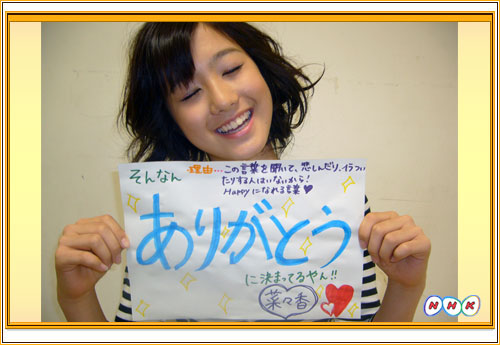 そんなん
理由…この言葉を聞いて、悲しんだり、イラつい
たりする人はいないから!
Happyになれる言葉♥
ありがとう
に決まってるやん!!
菜々香
NHK